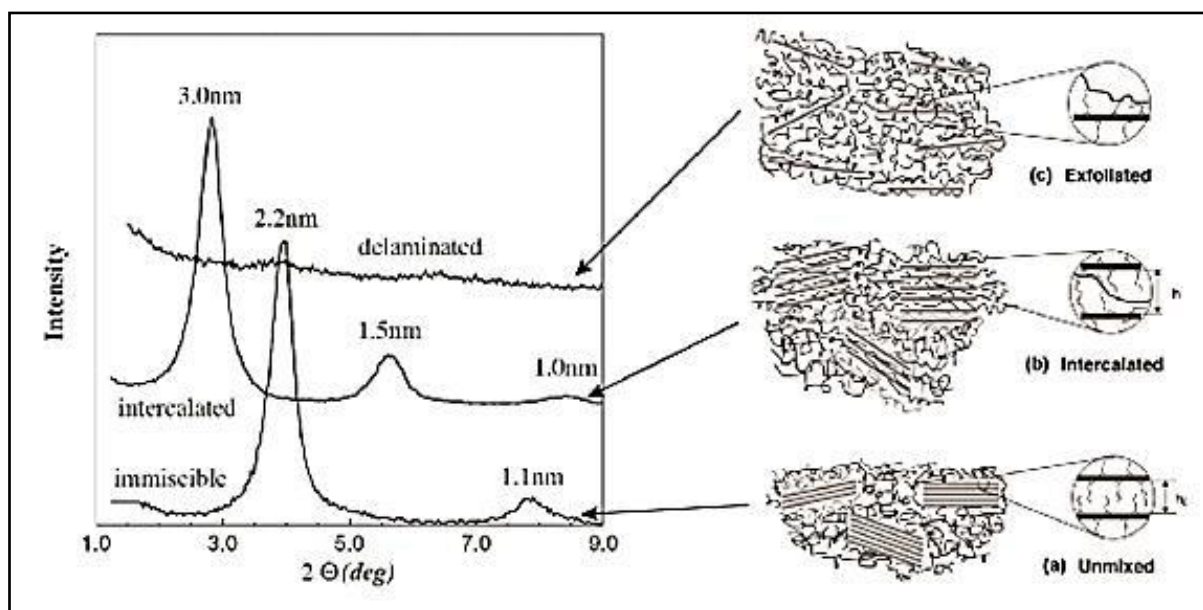 3.0nm
2.2nm
delaminated
1.5nm
1.0nm
intercalated
immiscible
1.1nm
Intensity
1.0 3.0 5.0 7.0 9.0
2 Θ(deg)
(c) Exfoliated
h
(b) Intercalated
h₀
(a) Unmixed